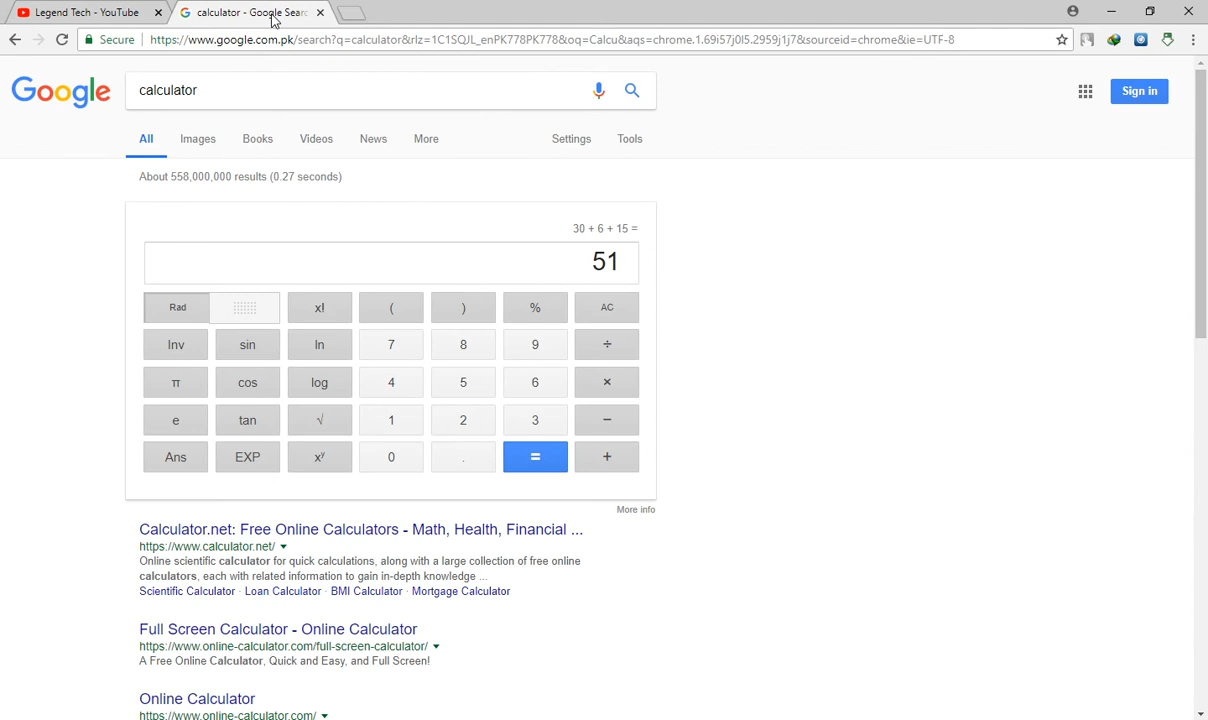 Legend Tech - YouTube
calculator - Google Sear
Secure
https://www.google.com.pk/search?q=calculator&rlz=1C1SQJL_enPK778PK778&oq=Calcu&aqs=chrome.1.69i57j0l5.2959j1j7&sourceid=chrome&ie=UTF-8
Google
calculator
Sign in
All Images Books Videos News More Settings Tools
About 558,000,000 results (0.27 seconds)
30 + 6 + 15 =
51
Rad x! ( ) % AC
Inv sin ln 7 8 9 ÷
π cos log 4 5 6 ×
e tan √ 1 2 3 −
Ans EXP xʸ 0 . = +
More info
Calculator.net: Free Online Calculators - Math, Health, Financial ...
https://www.calculator.net/
Online scientific calculator for quick calculations, along with a large collection of free online
calculators, each with related information to gain in-depth knowledge ...
Scientific Calculator · Loan Calculator · BMI Calculator · Mortgage Calculator
Full Screen Calculator - Online Calculator
https://www.online-calculator.com/full-screen-calculator/
A Free Online Calculator, Quick and Easy, and Full Screen!
Online Calculator
https://www.online-calculator.com/